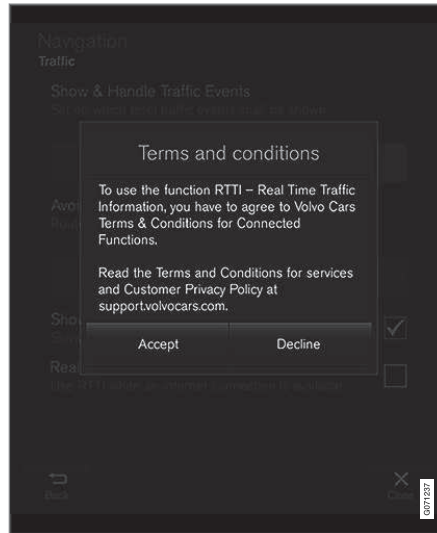 Navigation
Traffic
Show & Handle Traffic Events
Terms and conditions
To use the function RTTI – Real Time Traffic
Information, you have to agree to Volvo Cars
Terms & Conditions for Connected
Functions.
Read the Terms and Conditions for services
and Customer Privacy Policy at
support.volvocars.com.
Accept
Decline
Back
Close
G071237